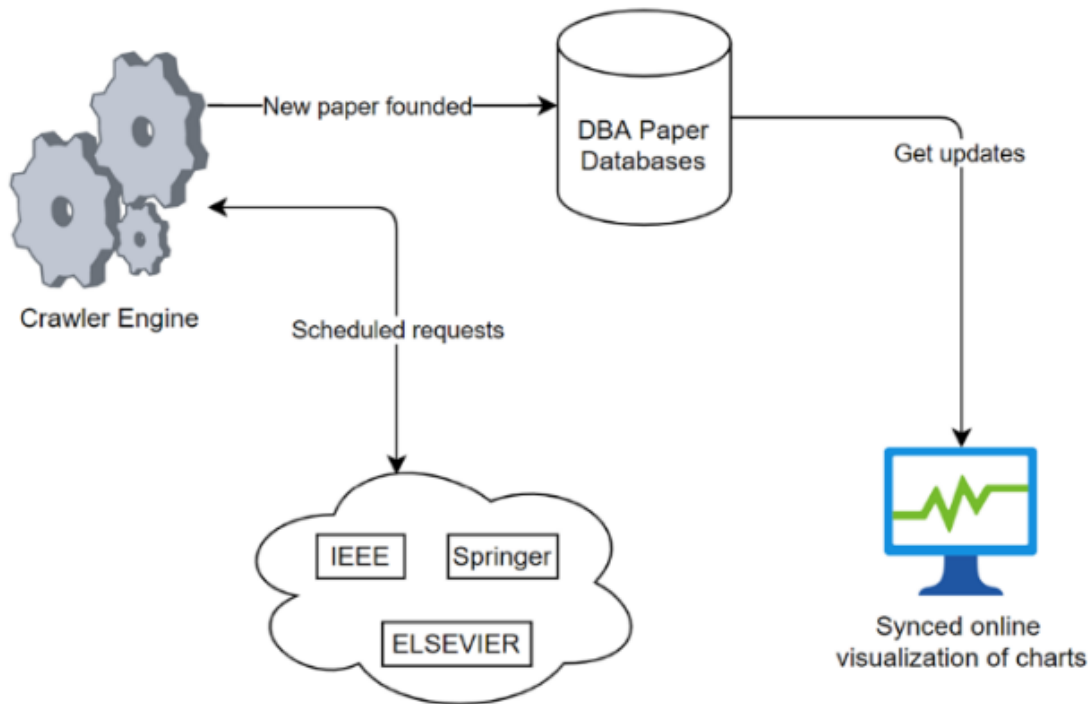 New paper founded
DBA Paper
Databases
Get updates
Crawler Engine
Scheduled requests
IEEE
Springer
ELSEVIER
Synced online
visualization of charts